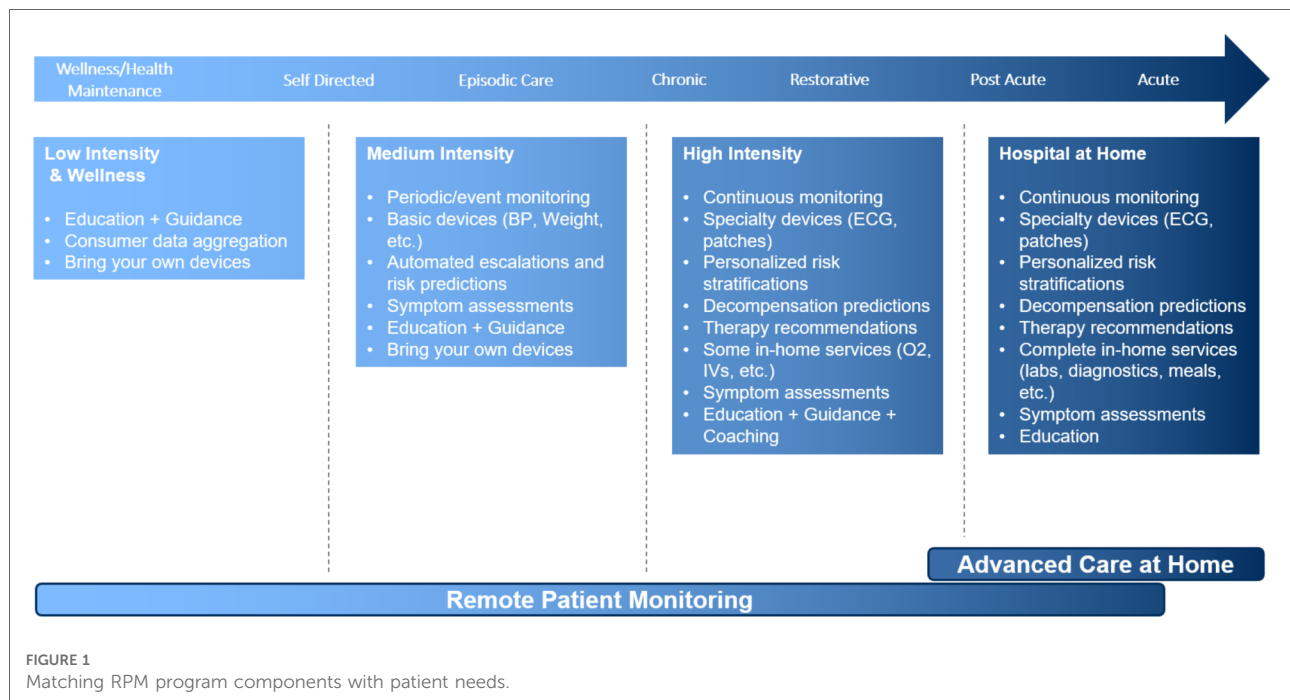 Wellness/Health
Maintenance
Self Directed
Episodic Care
Chronic
Restorative
Post Acute
Acute
Low Intensity
& Wellness
• Education + Guidance
• Consumer data aggregation
• Bring your own devices
Medium Intensity
• Periodic/event monitoring
• Basic devices (BP, Weight,
etc.)
• Automated escalations and
risk predictions
• Symptom assessments
• Education + Guidance
• Bring your own devices
High Intensity
• Continuous monitoring
• Specialty devices (ECG,
patches)
• Personalized risk
stratifications
• Decompensation predictions
• Therapy recommendations
• Some in-home services (O2,
IVs, etc.)
• Symptom assessments
• Education + Guidance +
Coaching
Hospital at Home
• Continuous monitoring
• Specialty devices (ECG,
patches)
• Personalized risk
stratifications
• Decompensation predictions
• Therapy recommendations
• Complete in-home services
(labs, diagnostics, meals,
etc.)
• Symptom assessments
• Education
Advanced Care at Home
Remote Patient Monitoring
FIGURE 1
Matching RPM program components with patient needs.